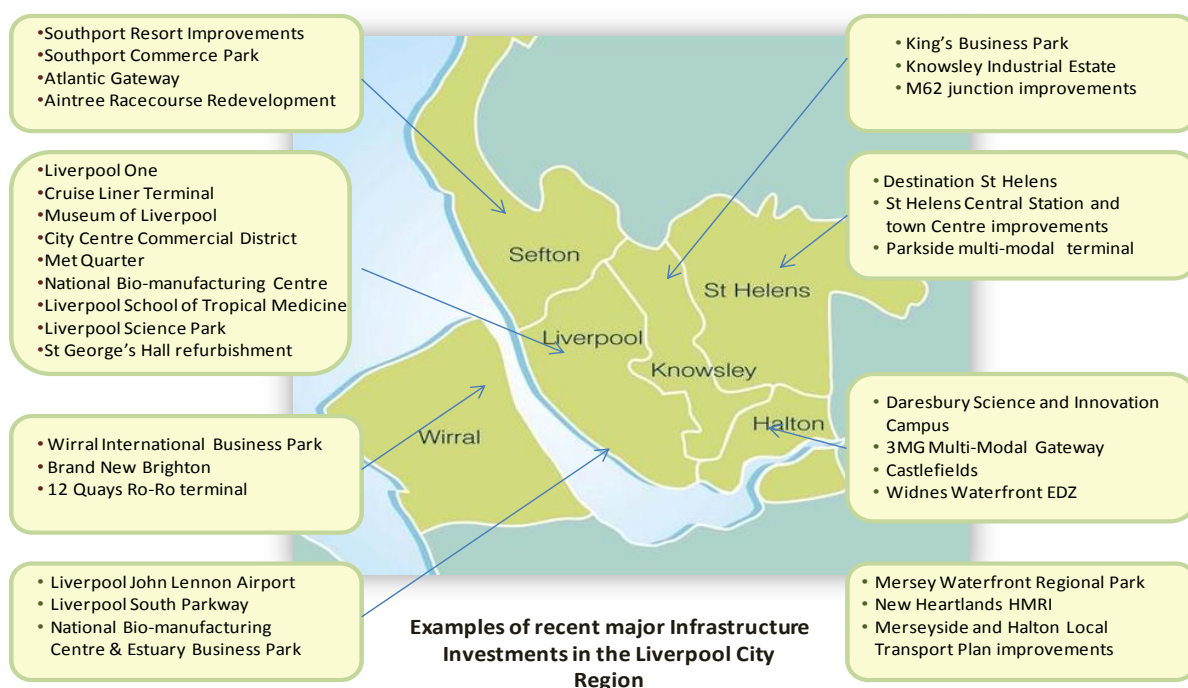 •Southport Resort Improvements
•Southport Commerce Park
•Atlantic Gateway
•Aintree Racecourse Redevelopment
•Liverpool One
•Cruise Liner Terminal
•Museum of Liverpool
•City Centre Commercial District
•Met Quarter
•National Bio-manufacturing Centre
•Liverpool School of Tropical Medicine
•Liverpool Science Park
•St George’s Hall refurbishment
• Wirral International Business Park
• Brand New Brighton
• 12 Quays Ro-Ro terminal
• Liverpool John Lennon Airport
• Liverpool South Parkway
• National Bio-manufacturing
Centre & Estuary Business Park
Sefton
St Helens
Liverpool
Knowsley
Wirral
Halton
• King’s Business Park
• Knowsley Industrial Estate
• M62 junction improvements
• Destination St Helens
• St Helens Central Station and
town Centre improvements
• Parkside multi-modal terminal
• Daresbury Science and Innovation
Campus
• 3MG Multi-Modal Gateway
• Castlefields
• Widnes Waterfront EDZ
• Mersey Waterfront Regional Park
• New Heartlands HMRI
• Merseyside and Halton Local
Transport Plan improvements
Examples of recent major Infrastructure
Investments in the Liverpool City
Region